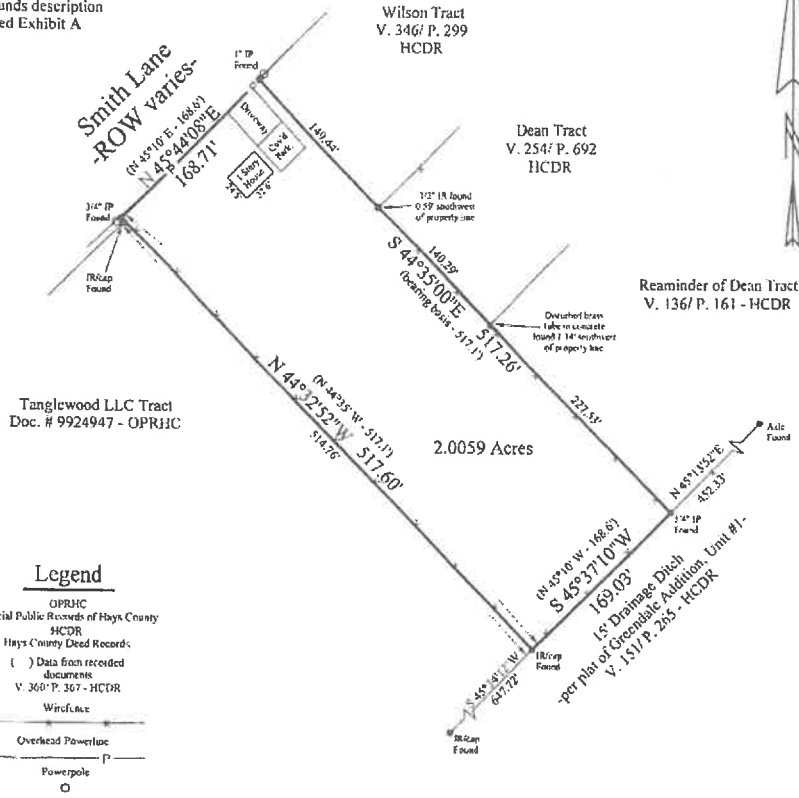 unds description
ed Exhibit A
Wilson Tract
V. 346/ P. 299
HCDR
1" IP
Found
Smith Lane
-ROW varies-
(N 45°10' E - 168.6')
N 45°44'08"E
168.71'
Driveway
Cov'd
Park.
1 Story
House
149.44'
Dean Tract
V. 254/ P. 692
HCDR
3/4" IP
Found
IR/cap
Found
1/2" IR found
0.59' southwest
of property line
140.29'
S 44°35'00"E 517.26'
(bearing basis - 517.1')
Reaminder of Dean Tract
V. 136/ P. 161 - HCDR
Disturbed brass
tube in concrete
found 1.14' southwest
of property line
Tanglewood LLC Tract
Doc. # 9924947 - OPRHC
(N 44°35' W - 517.1')
N 44°32'52"W 517.60'
514.76'
227.53'
2.0059 Acres
Axle
Found
N 45°13'52"E
452.33'
3/4" IP
Found
(N 45°10' W - 168.6')
S 45°37'10"W
169.03'
15' Drainage Ditch
-per plat of Greendale Addition, Unit #1-
V. 151/ P. 265 - HCDR
IR/cap
Found
647.72'
IR/cap
Found
Legend
OPRHC
cial Public Records of Hays County
HCDR
Hays County Deed Records
( ) Data from recorded
documents
V. 360/ P. 367 - HCDR
Wirefence
Overhead Powerline
P
Powerpole